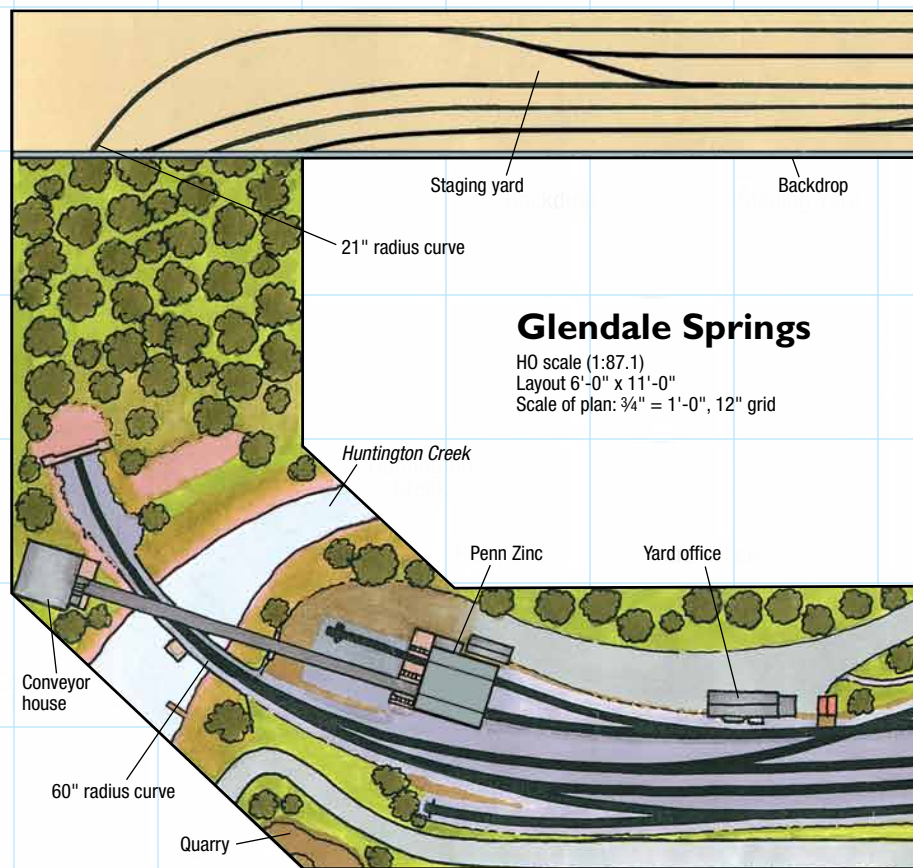 Staging yard
Backdrop
21" radius curve
Glendale Springs
HO scale (1:87.1)
Layout 6'-0" x 11'-0"
Scale of plan: ¾" = 1'-0", 12" grid
Huntington Creek
Penn Zinc
Yard office
Conveyor
house
60" radius curve
Quarry